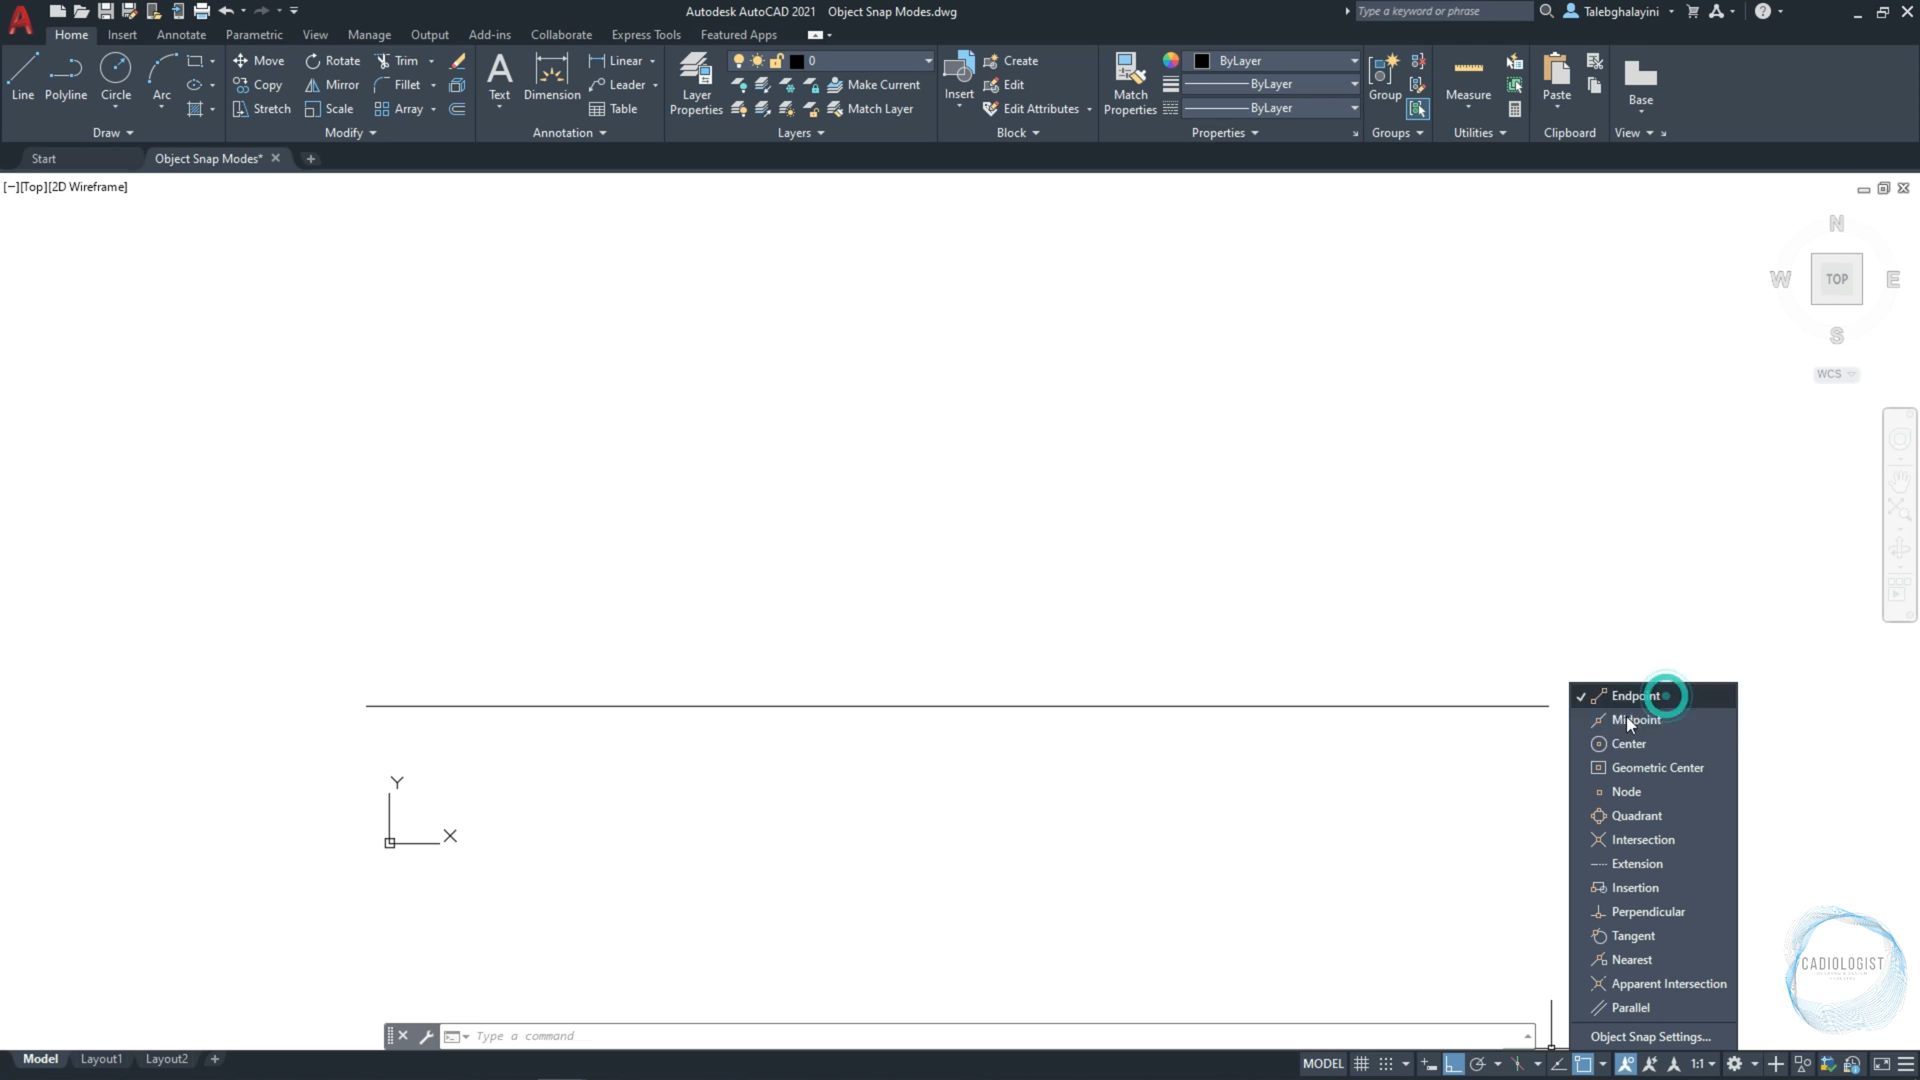 Autodesk AutoCAD 2021 Object Snap Modes.dwg
Type a keyword or phrase
Talebghalayini
Home Insert Annotate Parametric View Manage Output Add-ins Collaborate Express Tools Featured Apps
Line Polyline Circle Arc
Move Rotate Trim
Copy Mirror Fillet
Stretch Scale Array
Text Dimension
Linear
Leader
Table
Layer Properties
0
Make Current
Match Layer
Insert
Create
Edit
Edit Attributes
Match Properties
ByLayer
ByLayer
ByLayer
Group
Measure
Paste
Base
Draw Modify Annotation Layers Block Properties Groups Utilities Clipboard View
Start Object Snap Modes*
[−][Top][2D Wireframe]
N
W TOP E
S
WCS
Endpoint
Midpoint
Center
Geometric Center
Node
Quadrant
Intersection
Extension
Insertion
Perpendicular
Tangent
Nearest
Apparent Intersection
Parallel
Object Snap Settings...
Y
X
CADIOLOGIST
Type a command
Model Layout1 Layout2
MODEL 1:1